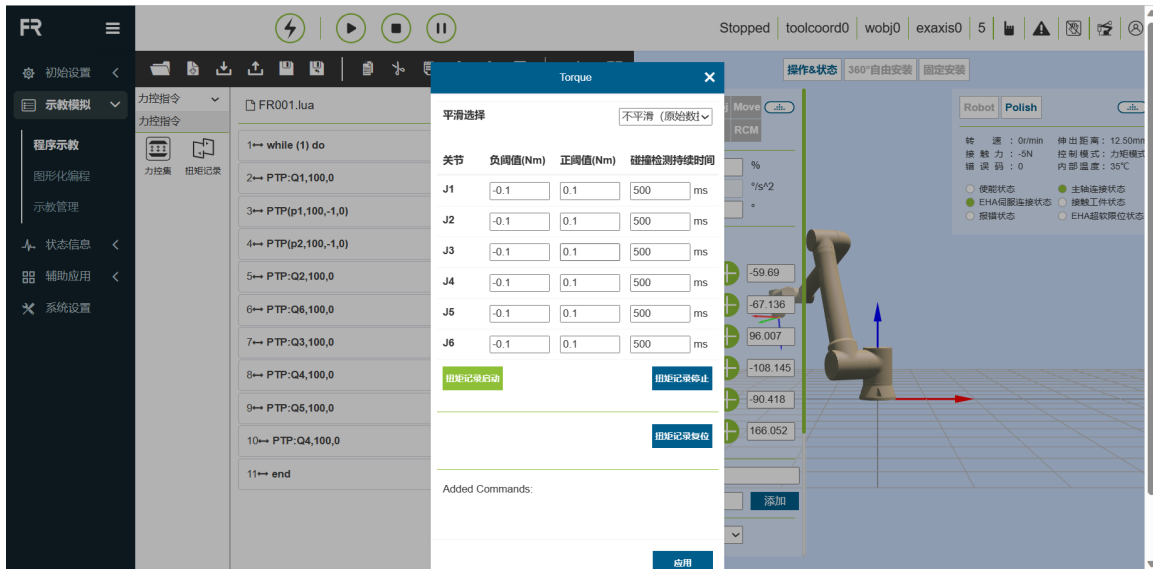 FR
Stopped toolcoord0 wobj0 exaxis0 5
初始设置
示教模拟
程序示教
图形化编程
示教管理
状态信息
辅助应用
系统设置
力控指令
力控指令
力控集 扭矩记录
FR001.lua
1 while (1) do
2 PTP:Q1,100,0
3 PTP(p1,100,-1,0)
4 PTP(p2,100,-1,0)
5 PTP:Q2,100,0
6 PTP:Q6,100,0
7 PTP:Q3,100,0
8 PTP:Q4,100,0
9 PTP:Q5,100,0
10 PTP:Q4,100,0
11 end
Torque
平滑选择 不平滑（原始数
关节 负阈值(Nm) 正阈值(Nm) 碰撞检测持续时间
J1 -0.1 0.1 500 ms
J2 -0.1 0.1 500 ms
J3 -0.1 0.1 500 ms
J4 -0.1 0.1 500 ms
J5 -0.1 0.1 500 ms
J6 -0.1 0.1 500 ms
扭矩记录启动 扭矩记录停止
扭矩记录复位
Added Commands:
应用
操作&状态 360°自由安装 固定安装
Move
RCM
%
°/s^2
°
-59.69
-67.136
96.007
-108.145
-90.418
166.052
添加
Robot Polish
转 速 : 0r/min 伸出距离: 12.50mm
接 触 力 : -5N 控制模式: 力矩模式
错 误 码 : 0 内部温度: 35℃
使能状态 主轴连接状态
EHA伺服连接状态 接触工件状态
报错状态 EHA超软限位状态